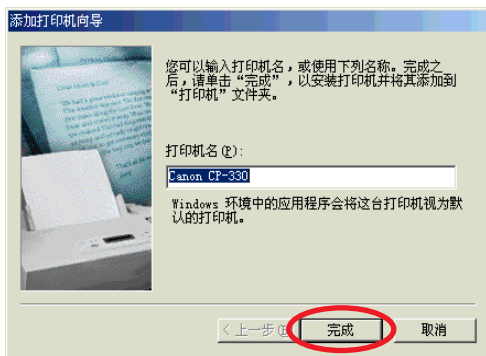 添加打印机向导
您可以输入打印机名，或使用下列名称。完成之
后，请单击“完成”，以安装打印机并将其添加到
“打印机”文件夹。
打印机名(P):
Canon CP-330
Windows 环境中的应用程序会将这台打印机视为默
认的打印机。
<上一步(B)
完成
取消